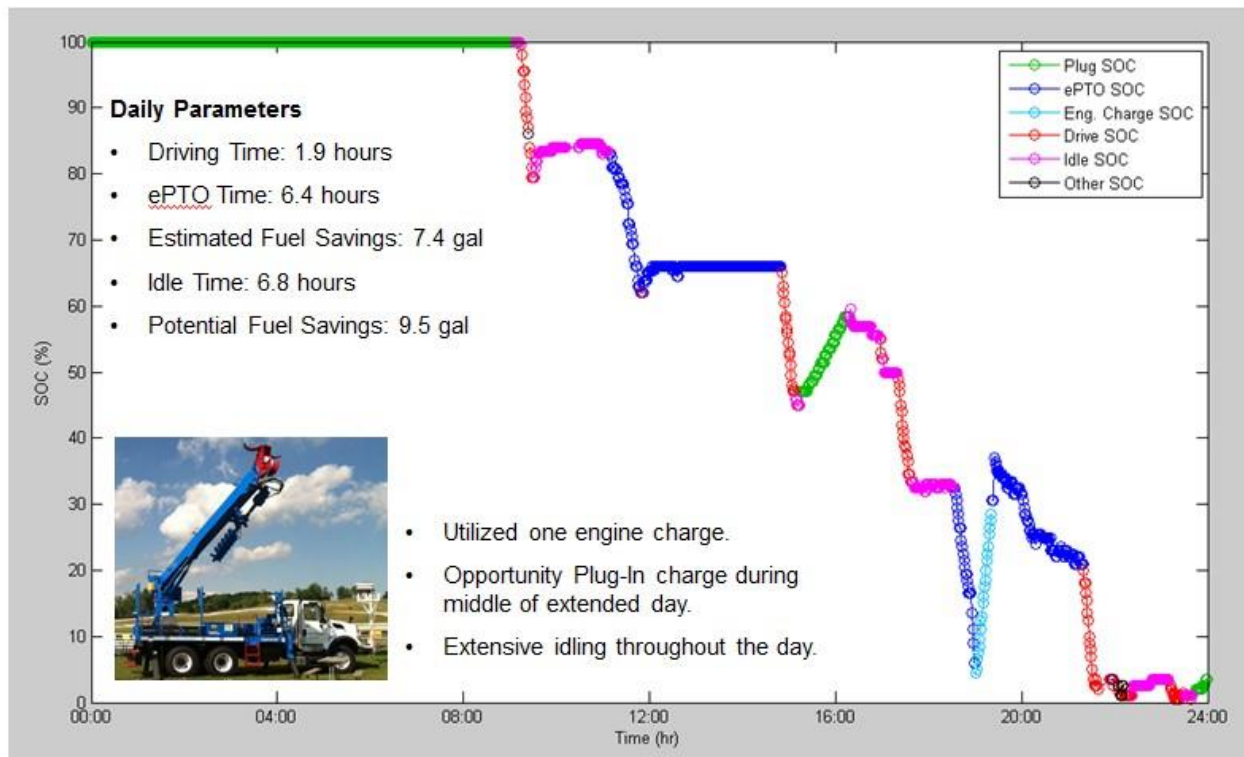 100
90
80
70
60
50
40
30
20
10
0
SOC (%)
Daily Parameters
• Driving Time: 1.9 hours
• ePTO Time: 6.4 hours
• Estimated Fuel Savings: 7.4 gal
• Idle Time: 6.8 hours
• Potential Fuel Savings: 9.5 gal
Plug SOC
ePTO SOC
Eng. Charge SOC
Drive SOC
Idle SOC
Other SOC
• Utilized one engine charge.
• Opportunity Plug-In charge during
middle of extended day.
• Extensive idling throughout the day.
00:00 04:00 08:00 12:00 16:00 20:00 24:00
Time (hr)